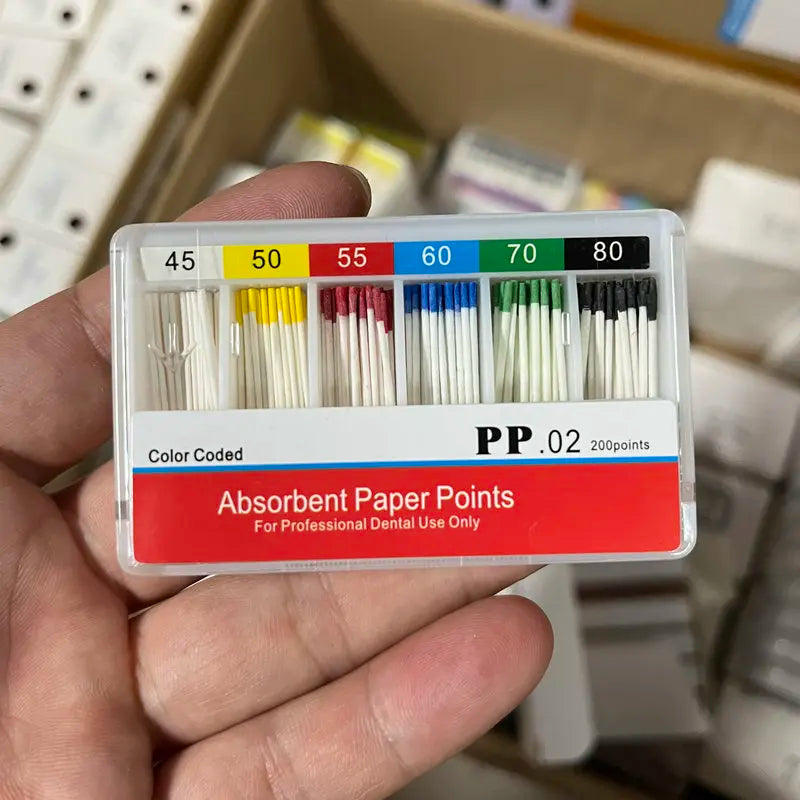 45 50 55 60 70 80
Color Coded PP.02 200points
Absorbent Paper Points
For Professional Dental Use Only